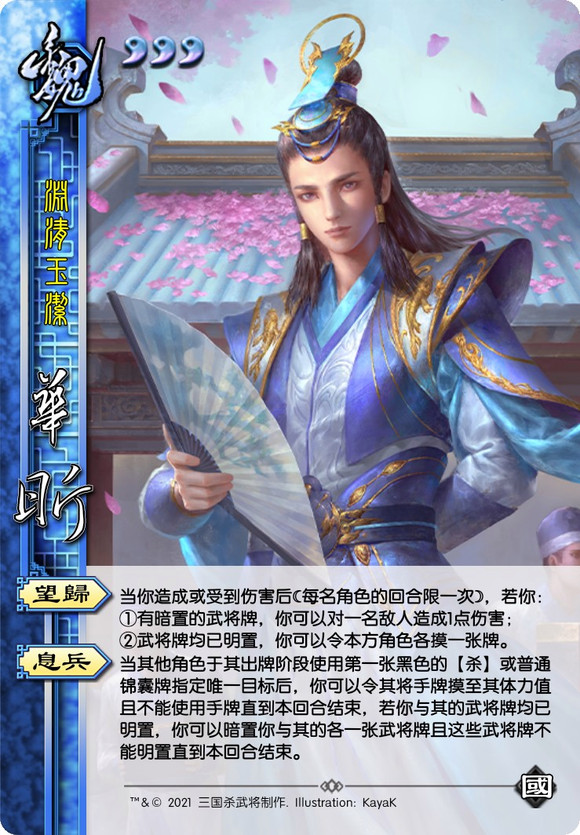 魏
淵清玉潔
華昕
望歸
当你造成或受到伤害后(每名角色的回合限一次),若你:
①有暗置的武将牌,你可以对一名敌人造成1点伤害;
②武将牌均已明置,你可以令本方角色各摸一张牌。
息兵
当其他角色于其出牌阶段使用第一张黑色的【杀】或普通
锦囊牌指定唯一目标后,你可以令其将手牌摸至其体力值
且不能使用手牌直到本回合结束,若你与其的武将牌均已
明置,你可以暗置你与其的各一张武将牌且这些武将牌不
能明置直到本回合结束。
國
™&© 2021 三国杀武将制作. Illustration: KayaK